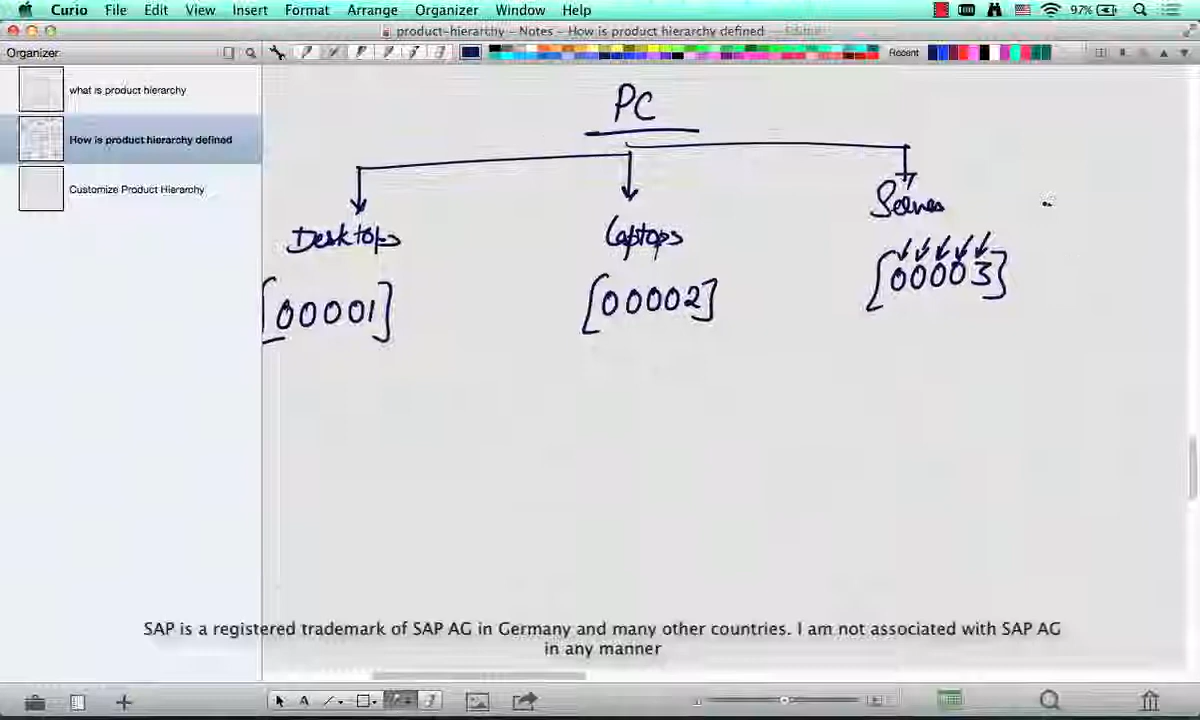 Curio File Edit View Insert Format Arrange Organizer Window Help 97%
product-hierarchy – Notes – How is product hierarchy defined
Organizer Recent
what is product hierarchy
How is product hierarchy defined
Customize Product Hierarchy
PC
Desktops Laptops
[00001] [00002] [00003]
SAP is a registered trademark of SAP AG in Germany and many other countries. I am not associated with SAP AG
in any manner